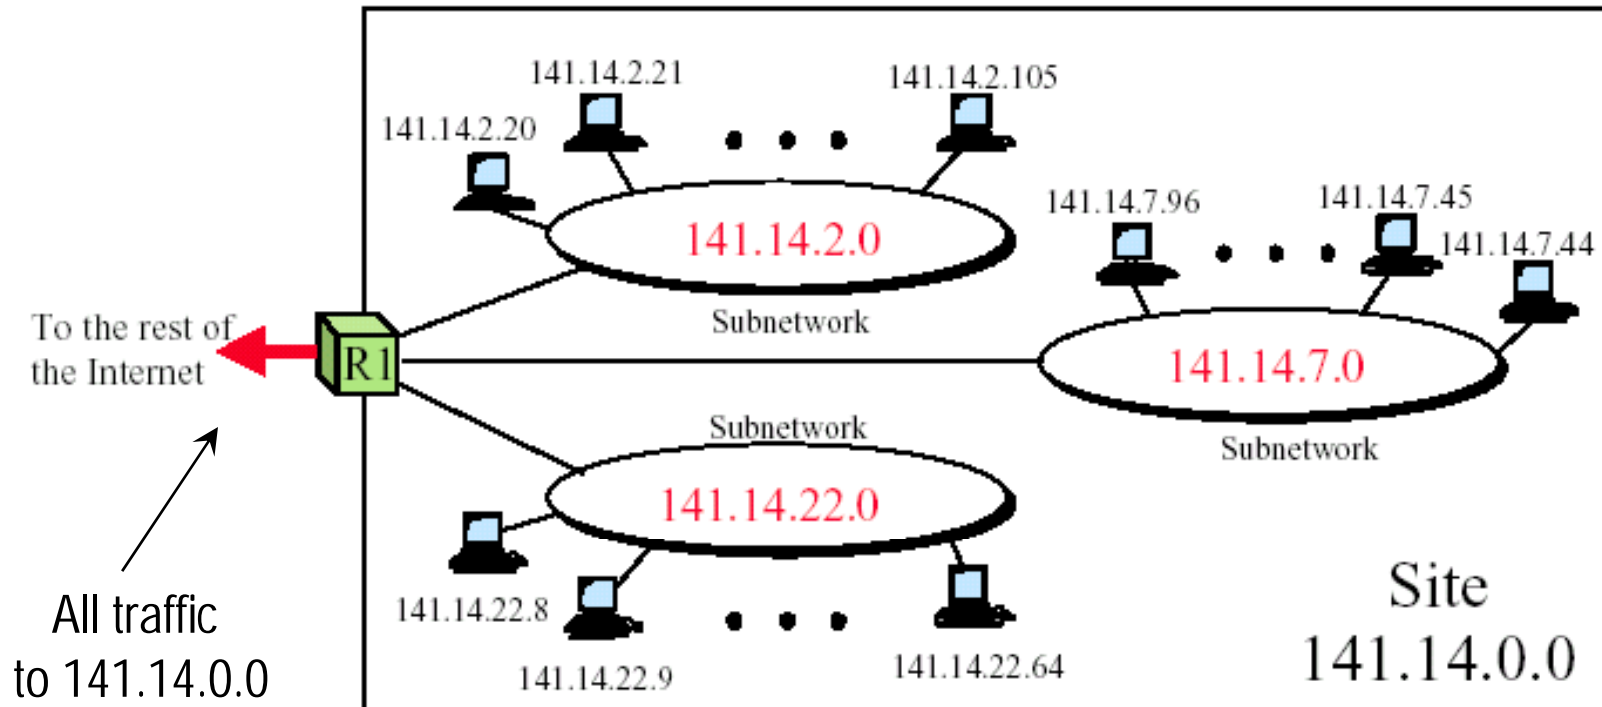 141.14.2.21
141.14.2.105
141.14.2.20
141.14.2.0
Subnetwork
141.14.7.96
141.14.7.45
141.14.7.44
141.14.7.0
Subnetwork
To the rest of
the Internet
R1
Subnetwork
141.14.22.0
141.14.22.8
141.14.22.9
141.14.22.64
All traffic
to 141.14.0.0
Site
141.14.0.0